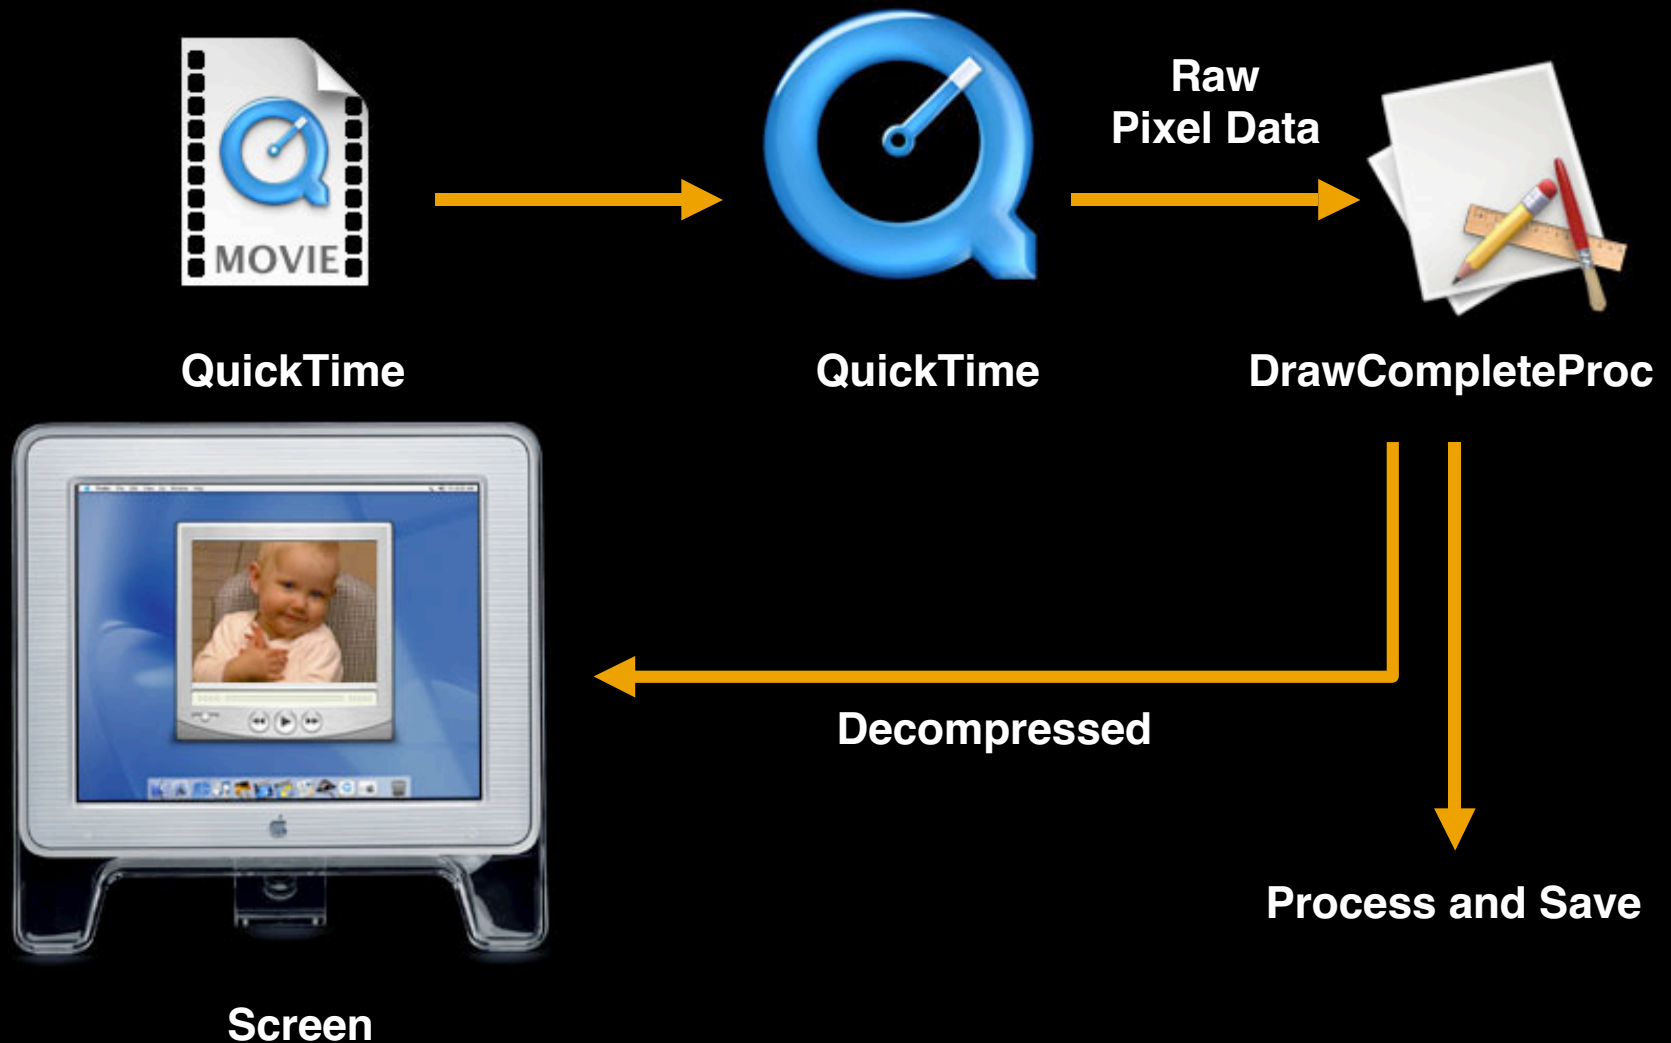 MOVIE
Raw
Pixel Data
QuickTime
QuickTime
DrawCompleteProc
Decompressed
Process and Save
Screen